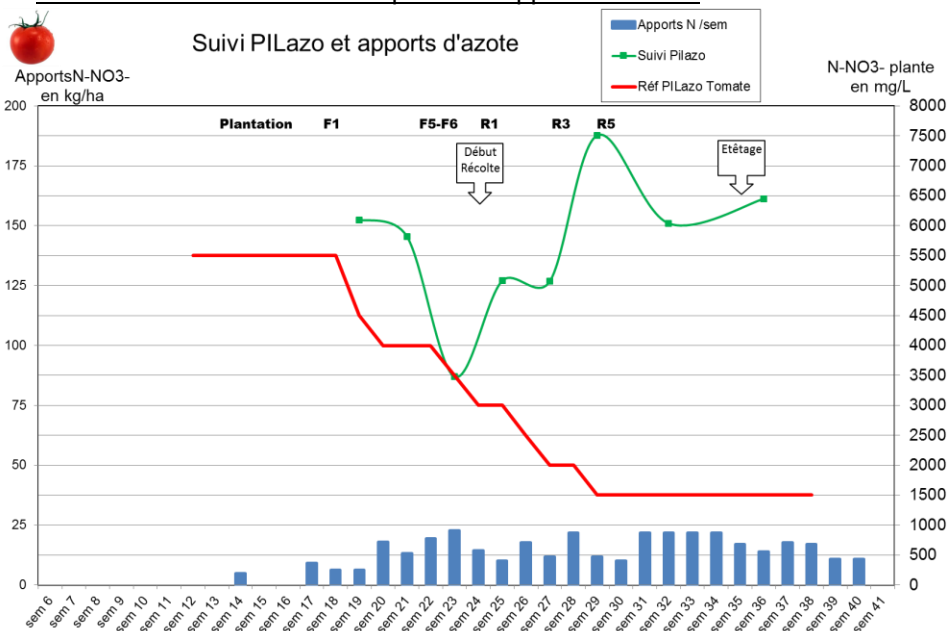 Suivi PILazo et apports d'azote
Apports N /sem
Suivi Pilazo
Réf PILazo Tomate
ApportsN-NO3-
en kg/ha
N-NO3- plante
en mg/L
Plantation F1 F5-F6 R1 R3 R5
Début
Récolte
Etêtage
200
175
150
125
100
75
50
25
0
8000
7500
7000
6500
6000
5500
5000
4500
4000
3500
3000
2500
2000
1500
1000
500
0
sem 6
sem 7
sem 8
sem 9
sem 10
sem 11
sem 12
sem 13
sem 14
sem 15
sem 16
sem 17
sem 18
sem 19
sem 20
sem 21
sem 22
sem 23
sem 24
sem 25
sem 26
sem 27
sem 28
sem 29
sem 30
sem 31
sem 32
sem 33
sem 34
sem 35
sem 36
sem 37
sem 38
sem 39
sem 40
sem 41